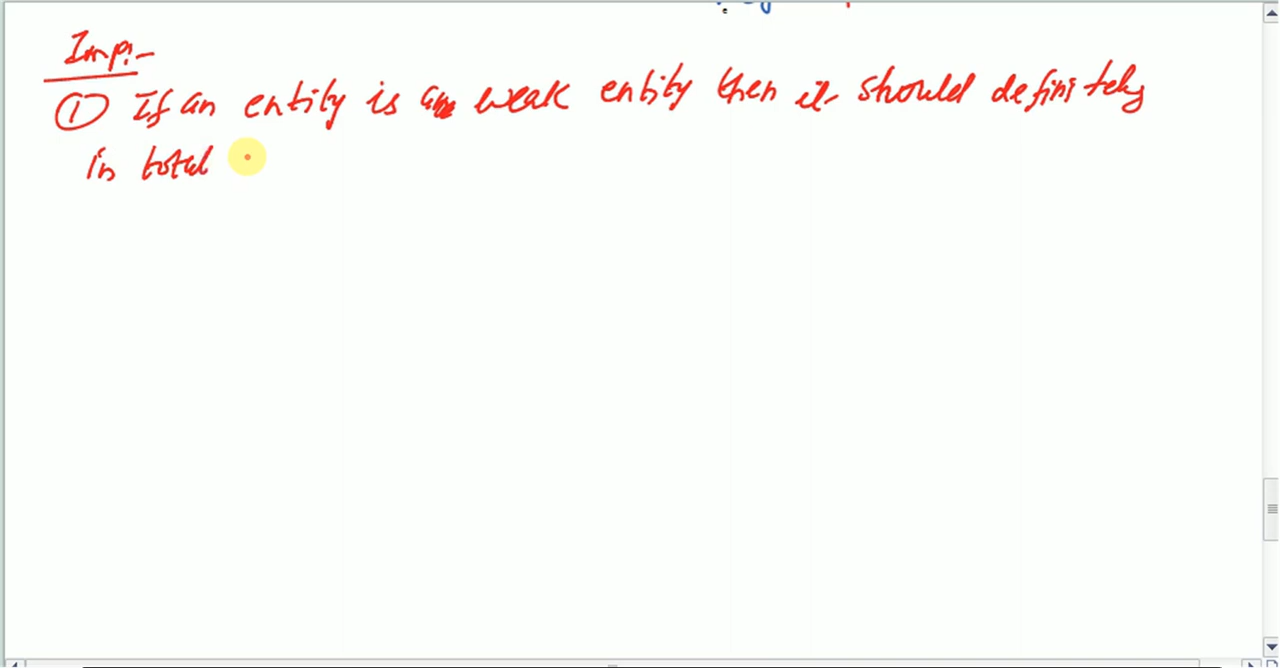 Imp:-
① If an entity is a weak entity then it should definitely
in total